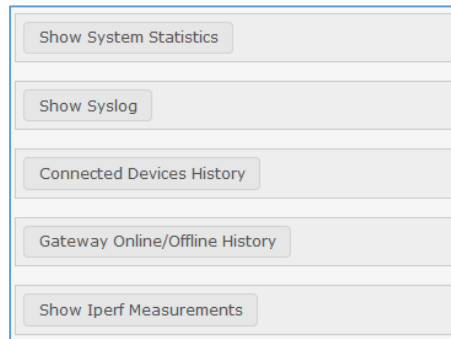 Show System Statistics
Show Syslog
Connected Devices History
Gateway Online/Offline History
Show Iperf Measurements